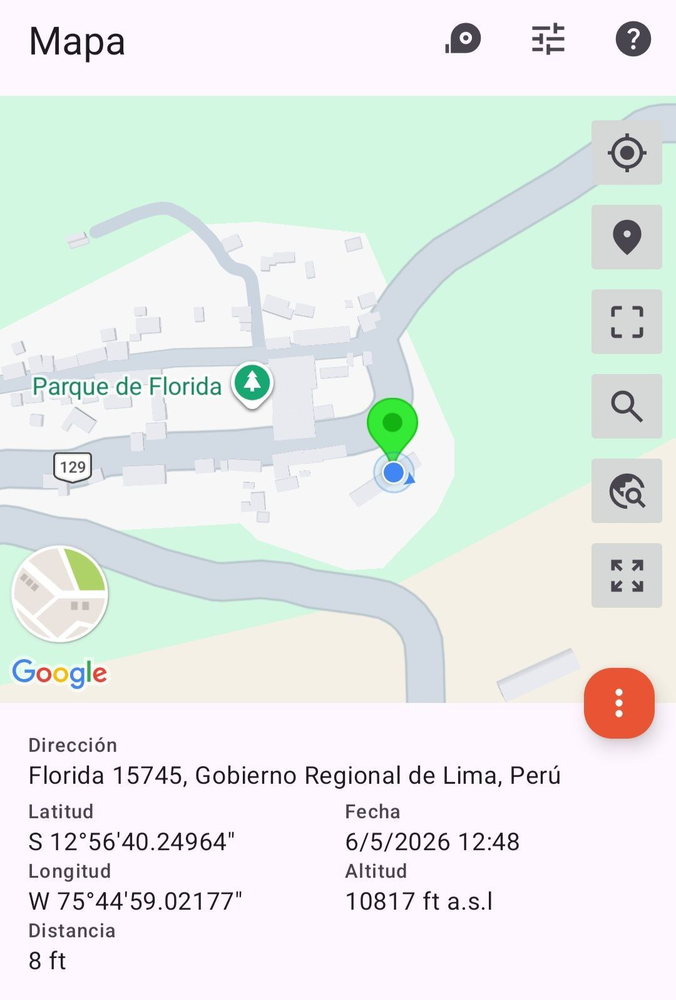 Mapa
Parque de Florida
129
Google
Dirección
Florida 15745, Gobierno Regional de Lima, Perú
Latitud
S 12°56'40.24964"
Fecha
6/5/2026 12:48
Longitud
W 75°44'59.02177"
Altitud
10817 ft a.s.l
Distancia
8 ft